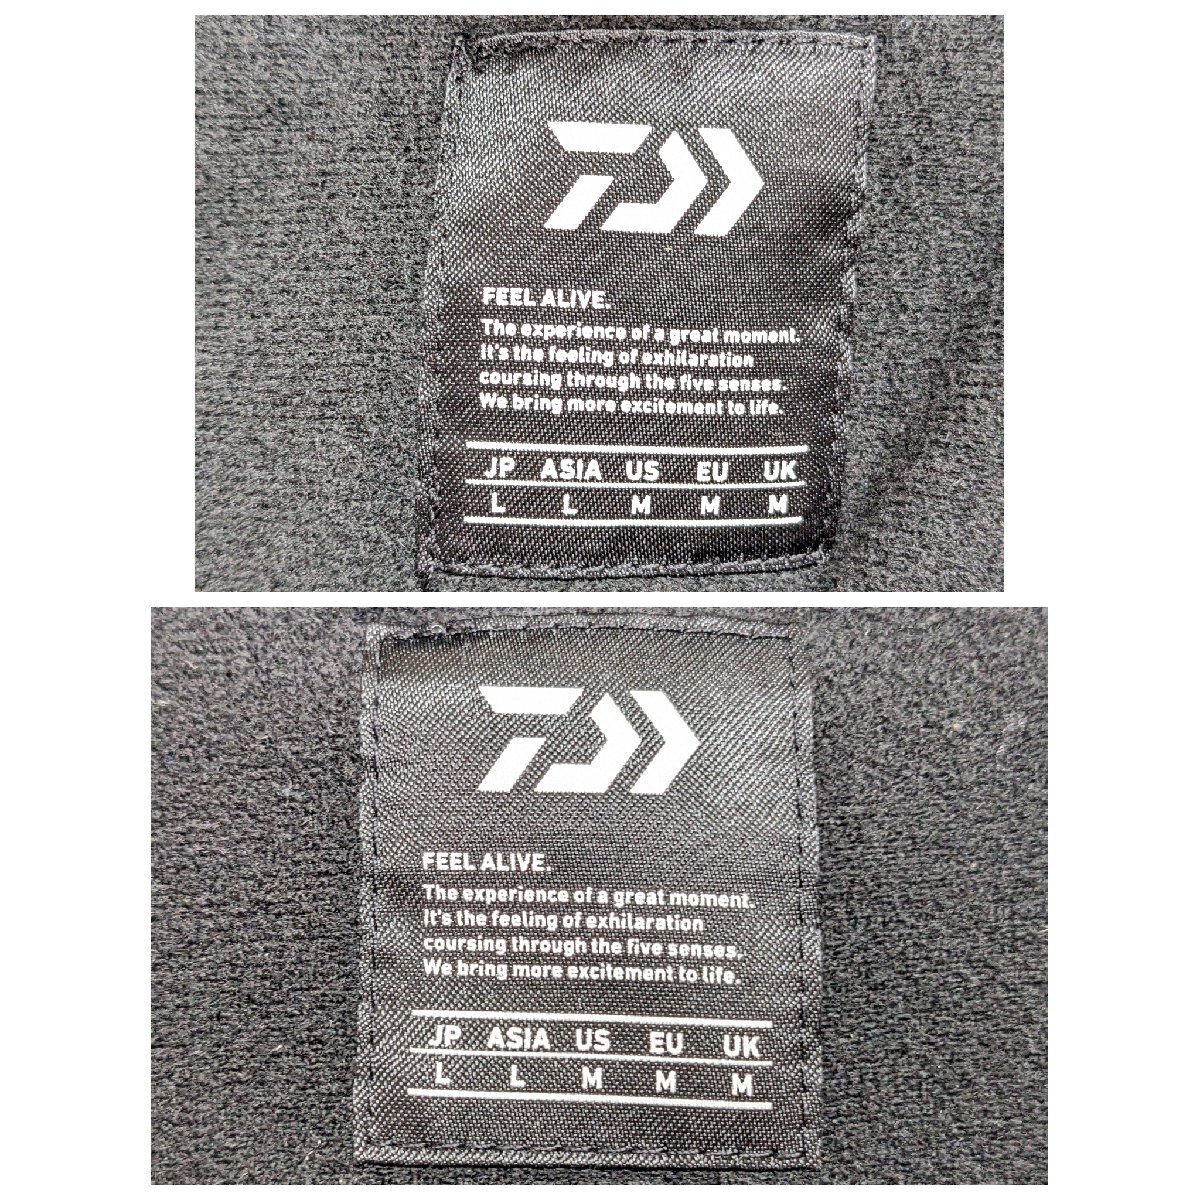 FEEL ALIVE.
The experience of a great moment.
It's the feeling of exhilaration
coursing through the five senses.
We bring more excitement to life.
JP ASIA US EU UK
L L M M M
FEEL ALIVE.
The experience of a great moment.
It's the feeling of exhilaration
coursing through the five senses.
We bring more excitement to life.
JP ASIA US EU UK
L L M M M